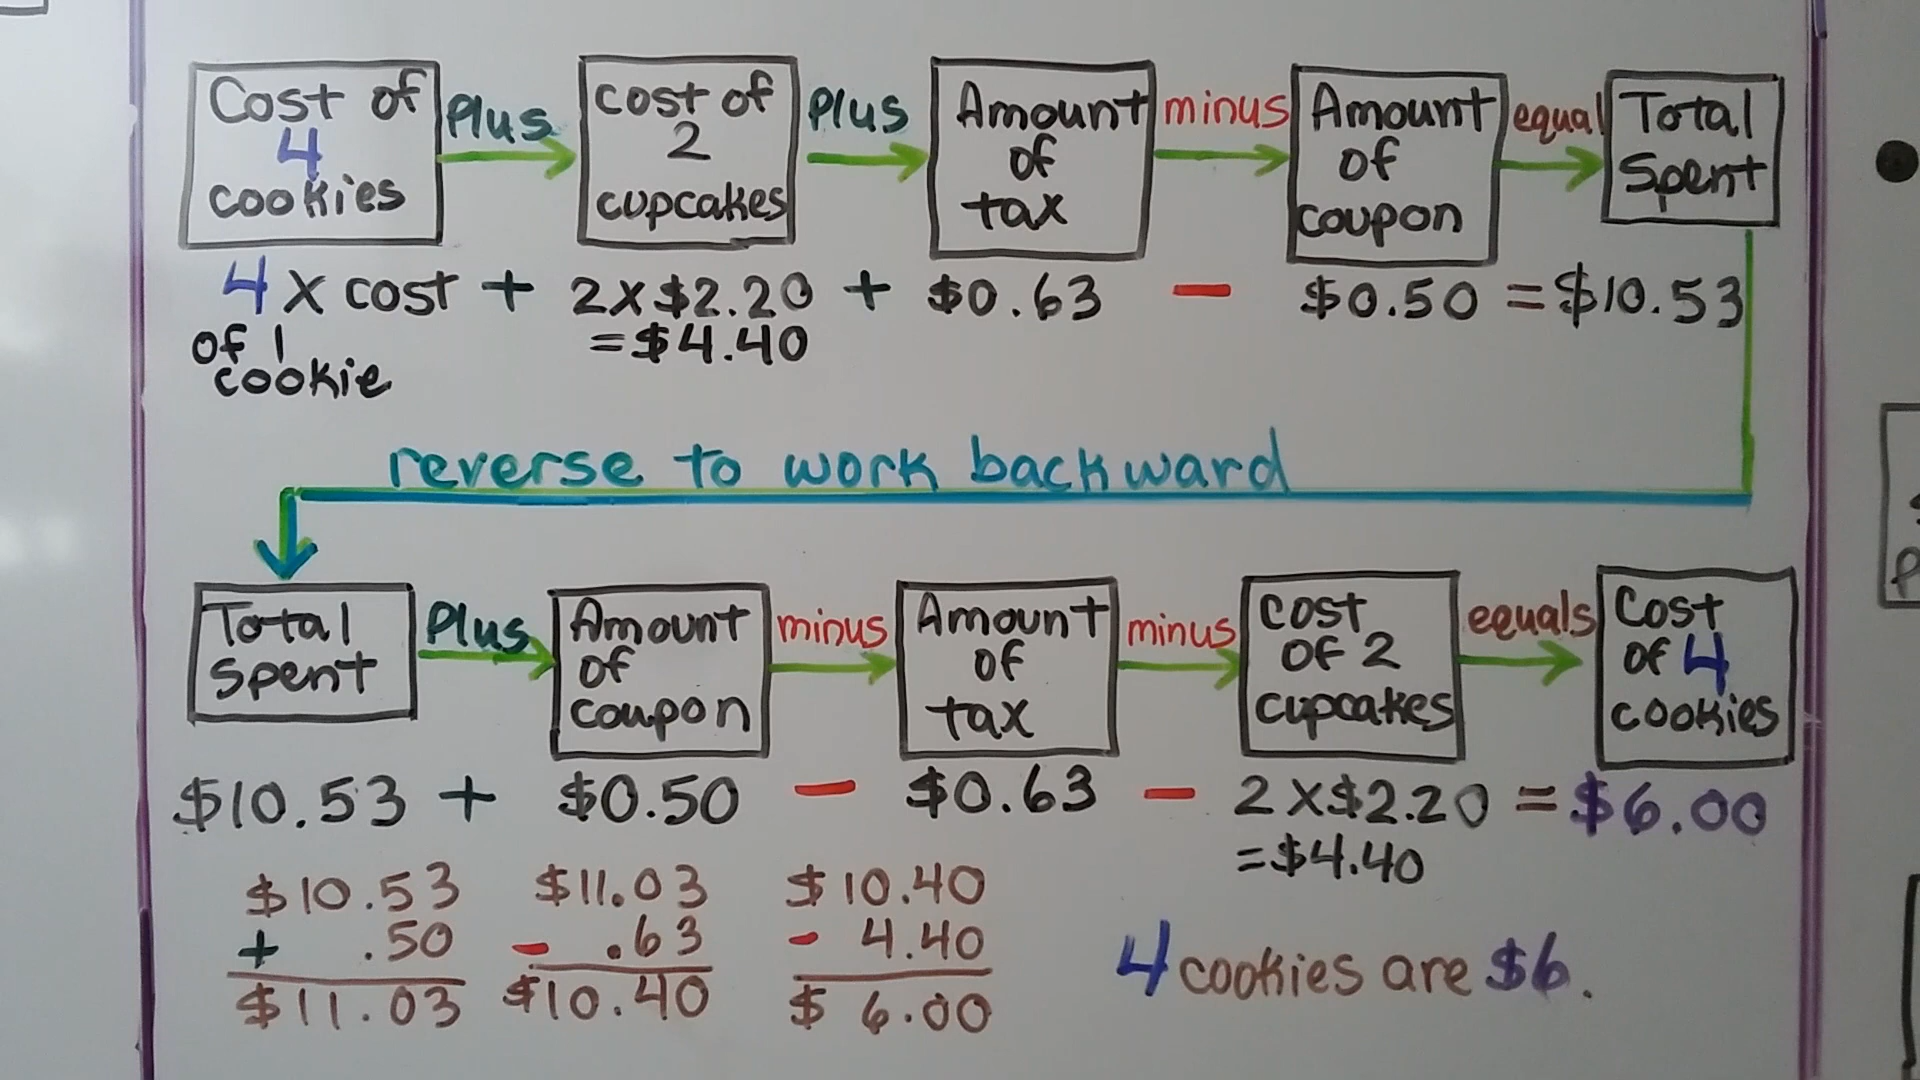 Cost of 4 cookies
Plus
cost of 2 cupcakes
Plus
Amount of tax
minus
Amount of coupon
equal
Total Spent
4 x cost + 2 x $2.20 + $0.63 - $0.50 = $10.53
of 1 cookie
= $4.40
reverse to work backward
Total Spent
Plus
Amount of coupon
minus
Amount of tax
minus
Cost of 2 cupcakes
equals
Cost of 4 cookies
$10.53 + $0.50 - $0.63 - 2 x $2.20 = $6.00
= $4.40
$10.53
+ .50
$11.03
$11.03
- .63
$10.40
$10.40
- 4.40
$ 6.00
4 cookies are $6.